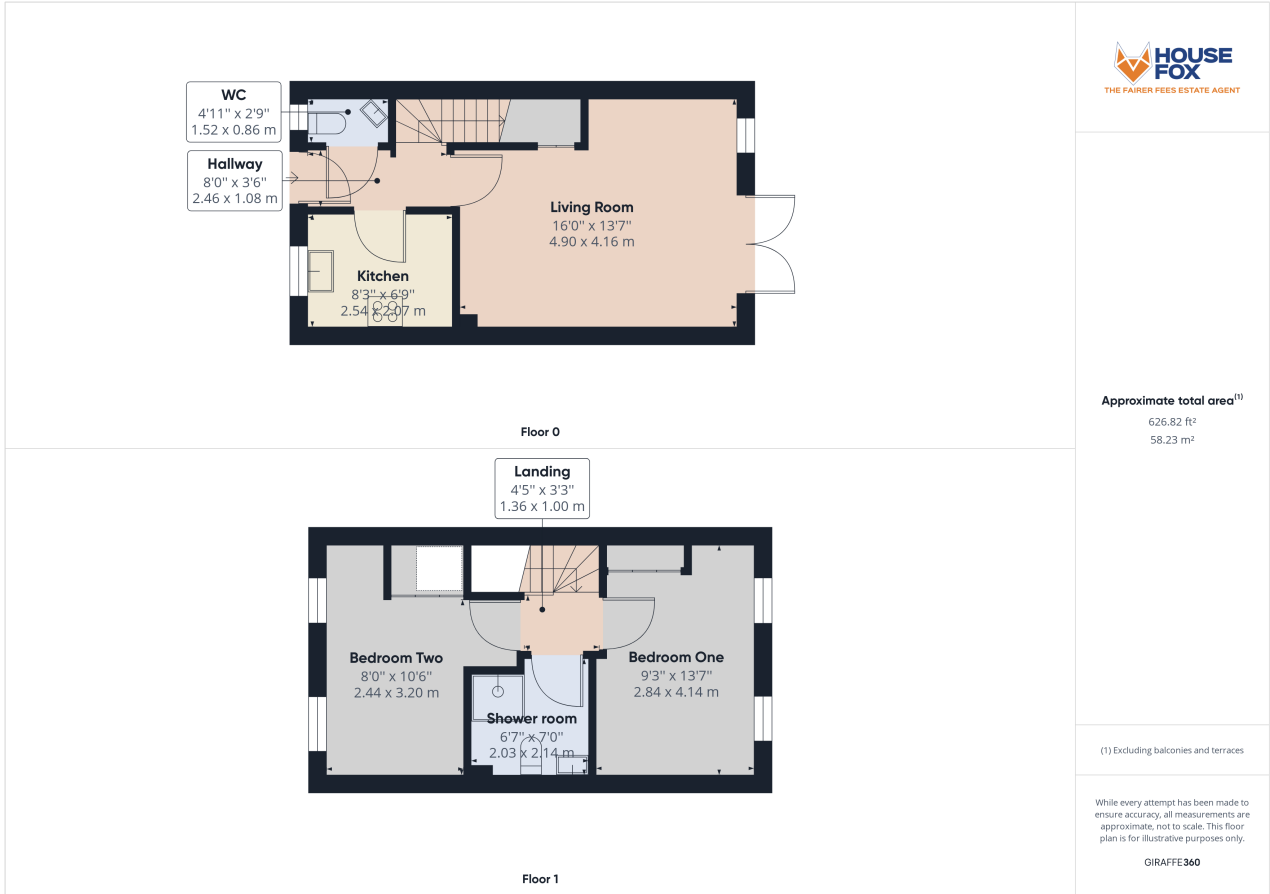 WC
4'11" x 2'9"
1.52 x 0.86 m
Hallway
8'0" x 3'6"
2.46 x 1.08 m
Living Room
16'0" x 13'7"
4.90 x 4.16 m
Kitchen
8'3" x 6'9"
2.54 x 2.07 m
Floor 0
Landing
4'5" x 3'3"
1.36 x 1.00 m
Bedroom Two
8'0" x 10'6"
2.44 x 3.20 m
Bedroom One
9'3" x 13'7"
2.84 x 4.14 m
Shower room
6'7" x 7'0"
2.03 x 2.14 m
Floor 1
HOUSE
FOX
THE FAIRER FEES ESTATE AGENT
Approximate total area(1)
626.82 ft²
58.23 m²
(1) Excluding balconies and terraces
While every attempt has been made to
ensure accuracy, all measurements are
approximate, not to scale. This floor
plan is for illustrative purposes only.
GIRAFFE360